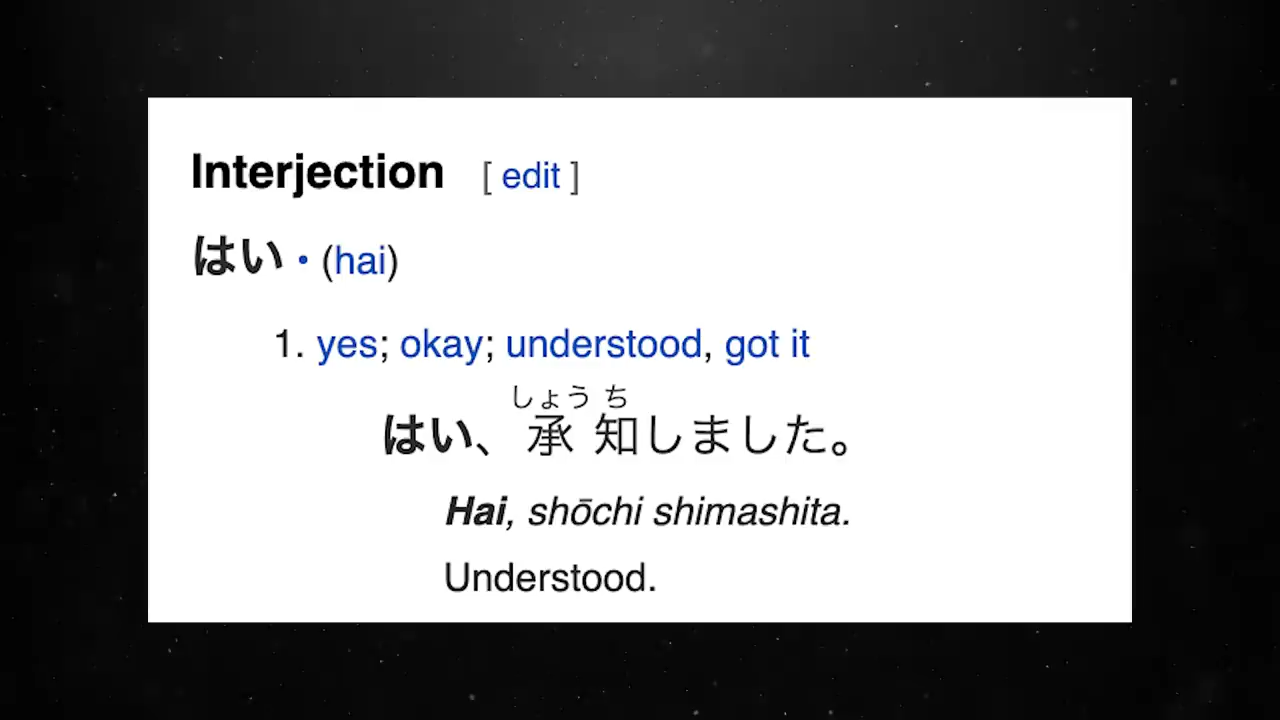 Interjection [ edit ]
はい • (hai)
1. yes; okay; understood, got it
しょう ち
はい、承知しました。
Hai, shōchi shimashita.
Understood.